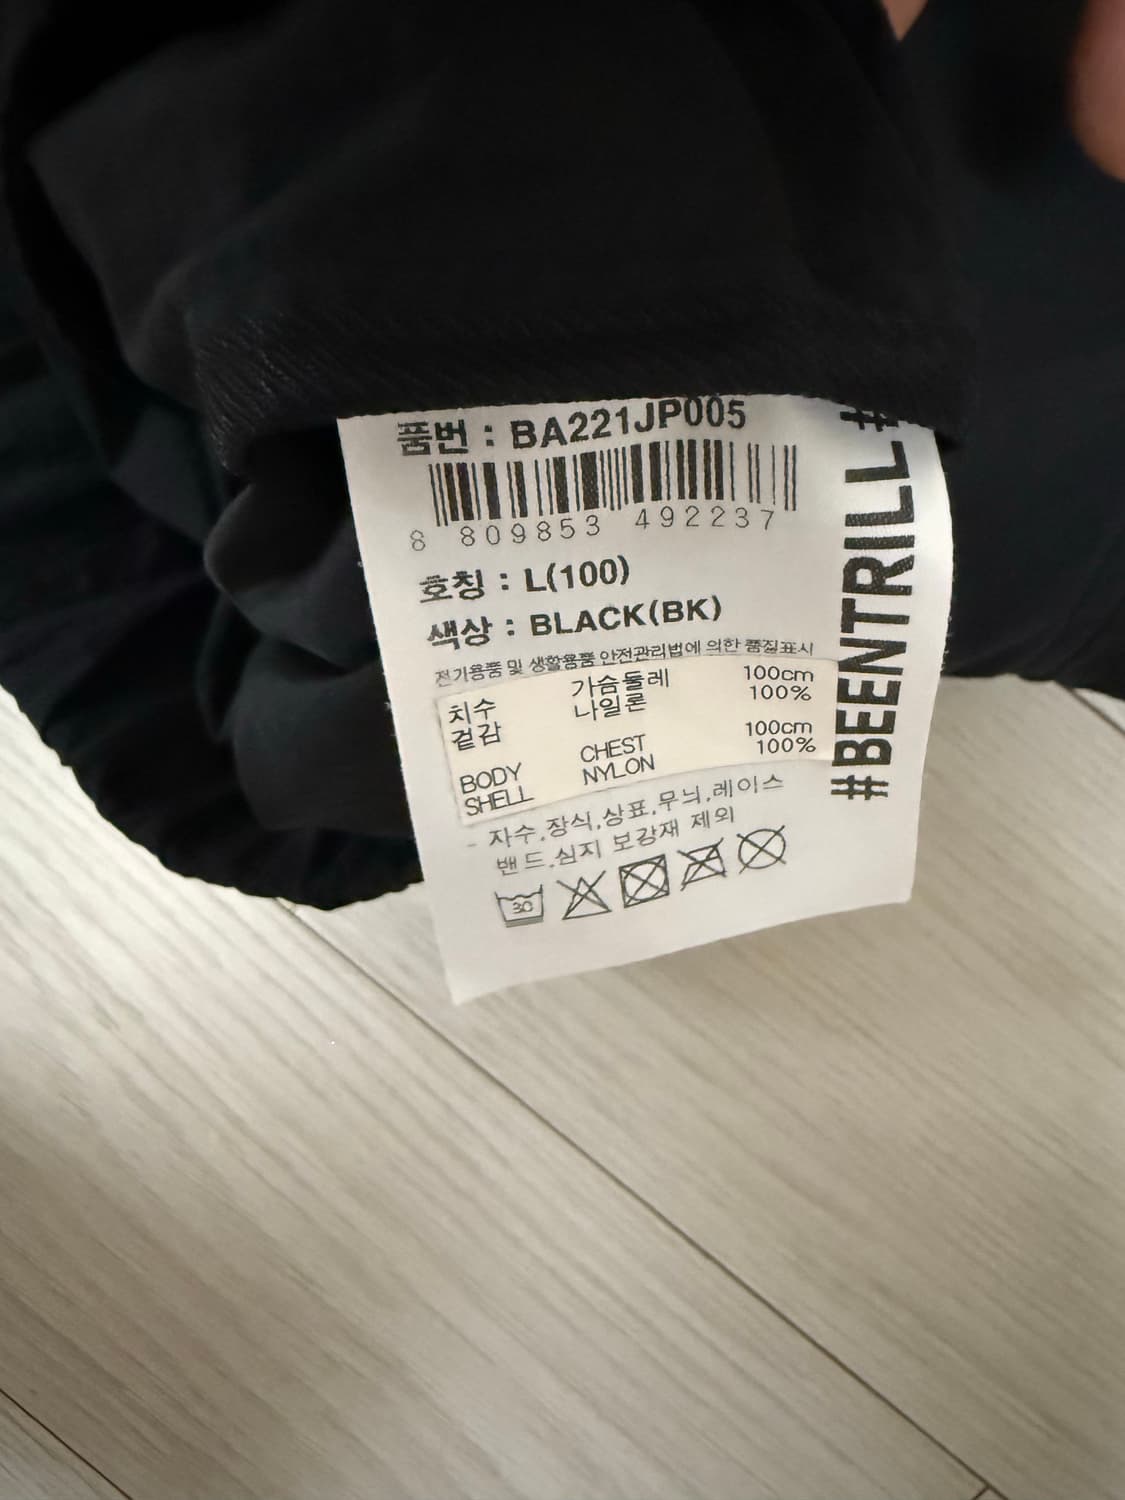 품번 : BA221JP005
8 809853 492237
호칭 : L(100)
색상 : BLACK(BK)
전기용품 및 생활용품 안전관리법에 의한 품질표시
치수 가슴둘레 100cm
겉감 나일론 100%
BODY CHEST 100cm
SHELL NYLON 100%
- 자수,장식,상표,무늬,레이스
밴드,심지 보강재 제외
30
#BEENTRILL#